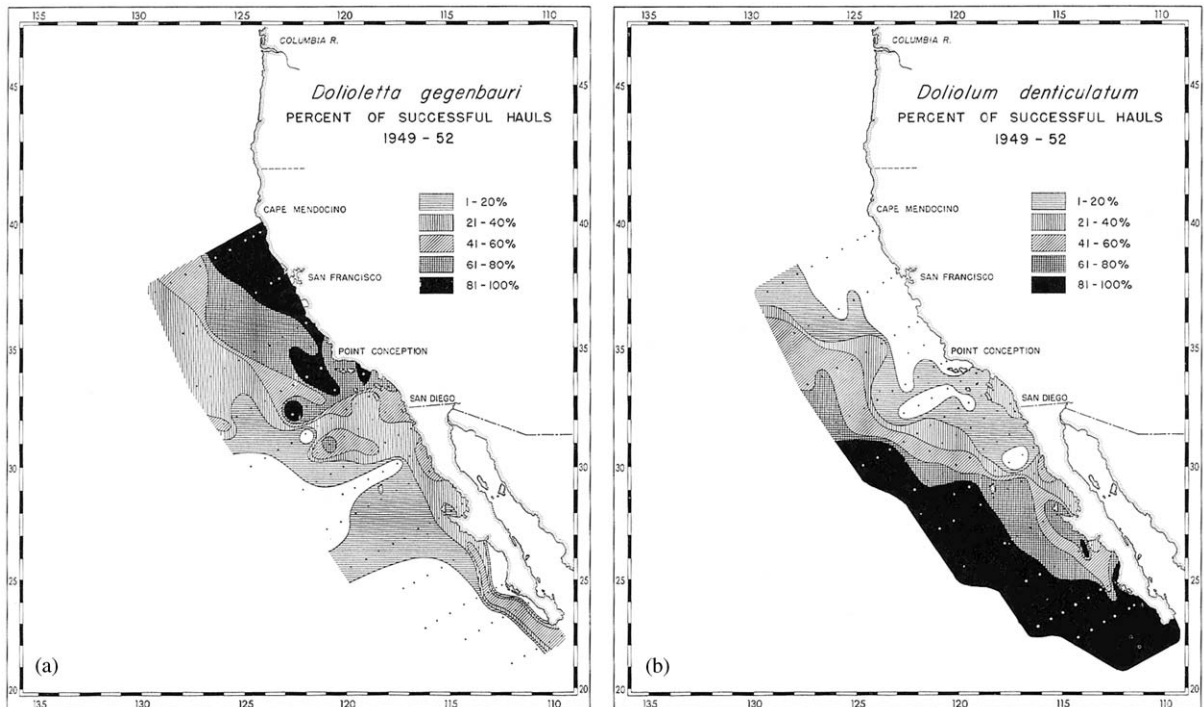 135 130 125 120 115 110
COLUMBIA R.
45 45
Dolioletta gegenbauri
PERCENT OF SUCCESSFUL HAULS
1949 - 52
1 - 20%
CAPE MENDOCINO
21 - 40%
40 40
41 - 60%
61 - 80%
SAN FRANCISCO
81 - 100%
35 35
POINT CONCEPTION
SAN DIEGO
30 30
25 25
(a)
20 20
135 130 125 120 115 110
135 130 125 120 115 110
COLUMBIA R.
45 45
Doliolum denticulatum
PERCENT OF SUCCESSFUL HAULS
1949 - 52
1 - 20%
CAPE MENDOCINO
21 - 40%
40 40
41 - 60%
61 - 80%
SAN FRANCISCO
81 - 100%
35 35
POINT CONCEPTION
SAN DIEGO
30 30
25 25
(b)
20 20
135 130 125 120 115 110